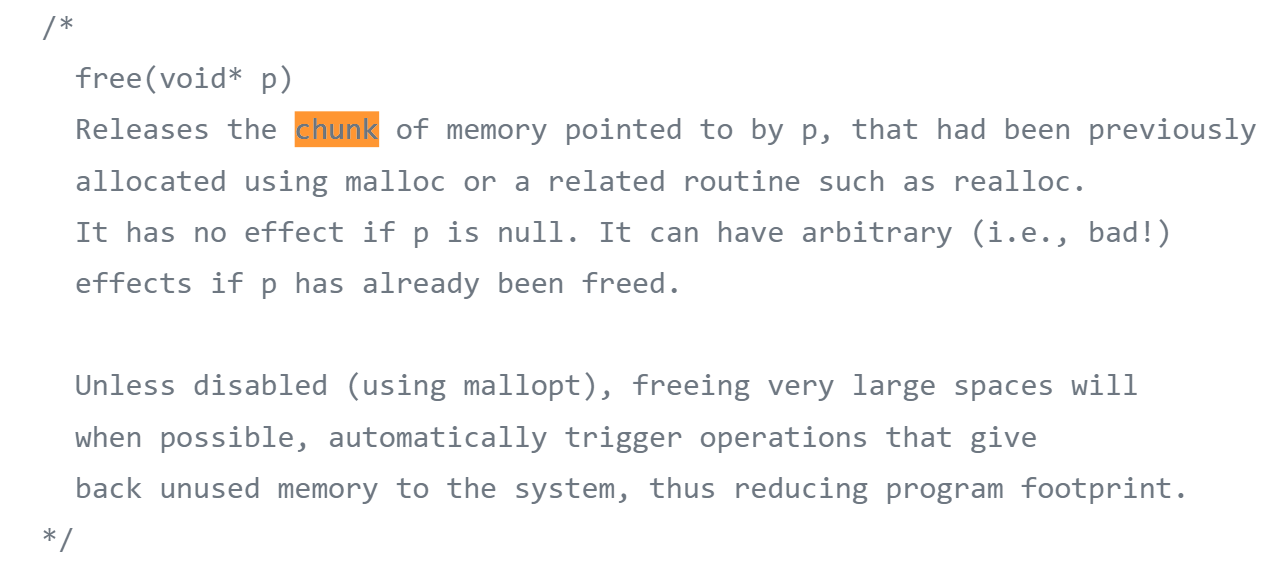 /*
free(void* p)
Releases the chunk of memory pointed to by p, that had been previously
allocated using malloc or a related routine such as realloc.
It has no effect if p is null. It can have arbitrary (i.e., bad!)
effects if p has already been freed.
Unless disabled (using mallopt), freeing very large spaces will
when possible, automatically trigger operations that give
back unused memory to the system, thus reducing program footprint.
*/